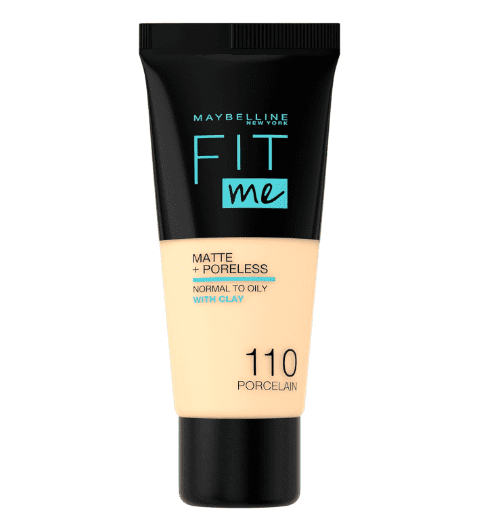 MAYBELLINE
NEW YORK
FIT
me
MATTE
+ PORELESS
NORMAL TO OILY
WITH CLAY
110
PORCELAIN